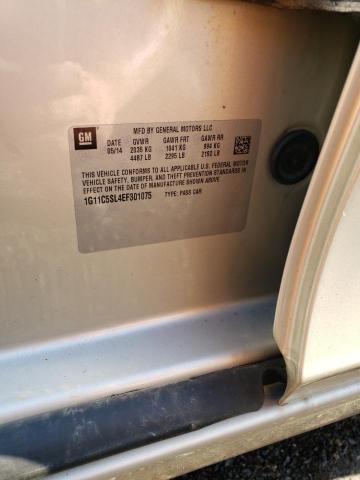 GM
MFD BY GENERAL MOTORS LLC
DATE GVWR GAWR FRT GAWR RR
05/14 2035 KG 1041 KG 994 KG
4487 LB 2295 LB 2192 LB
THIS VEHICLE CONFORMS TO ALL APPLICABLE U.S. FEDERAL MOTOR
VEHICLE SAFETY, BUMPER, AND THEFT PREVENTION STANDARDS IN
EFFECT ON THE DATE OF MANUFACTURE SHOWN ABOVE.
1G11C5SL4EF301075 TYPE: PASS CAR